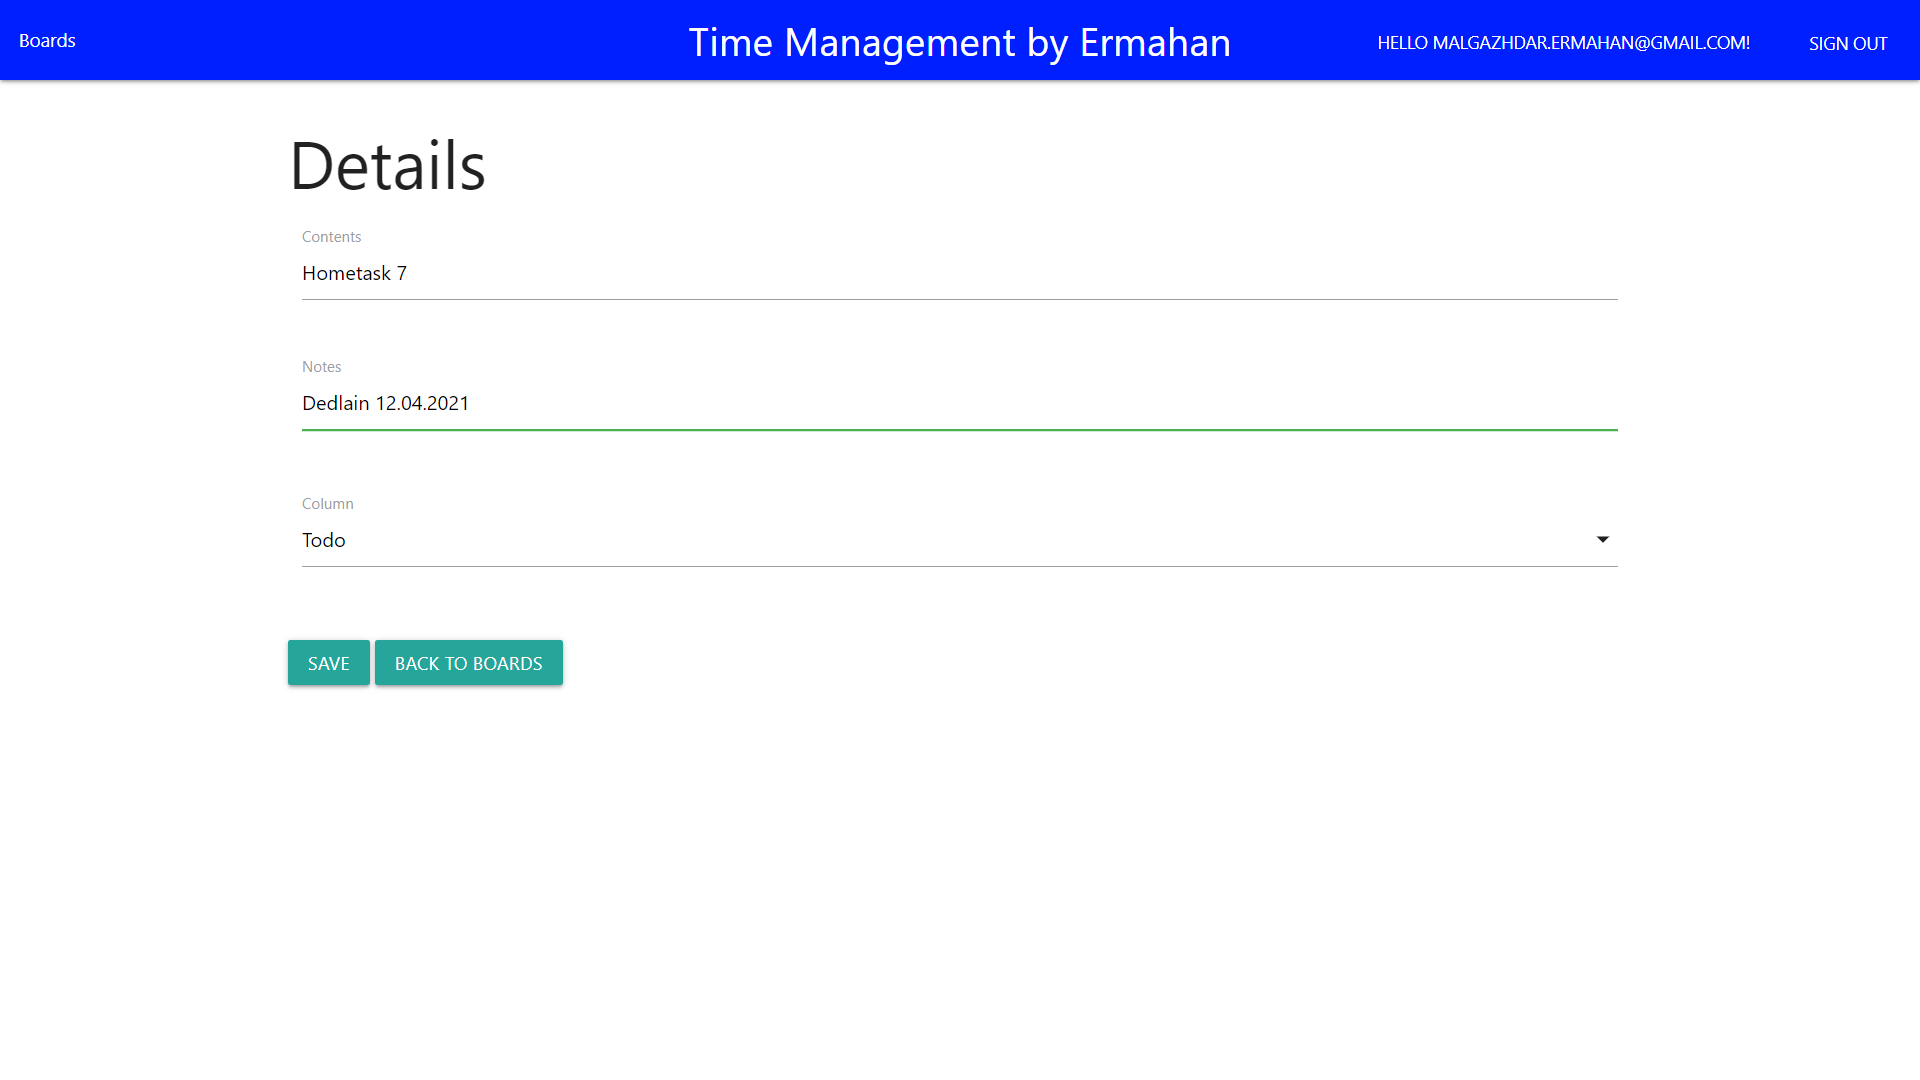 Boards
Time Management by Ermahan
HELLO MALGAZHDAR.ERMAHAN@GMAIL.COM!
SIGN OUT
Details
Contents
Hometask 7
Notes
Dedlain 12.04.2021
Column
Todo
SAVE
BACK TO BOARDS